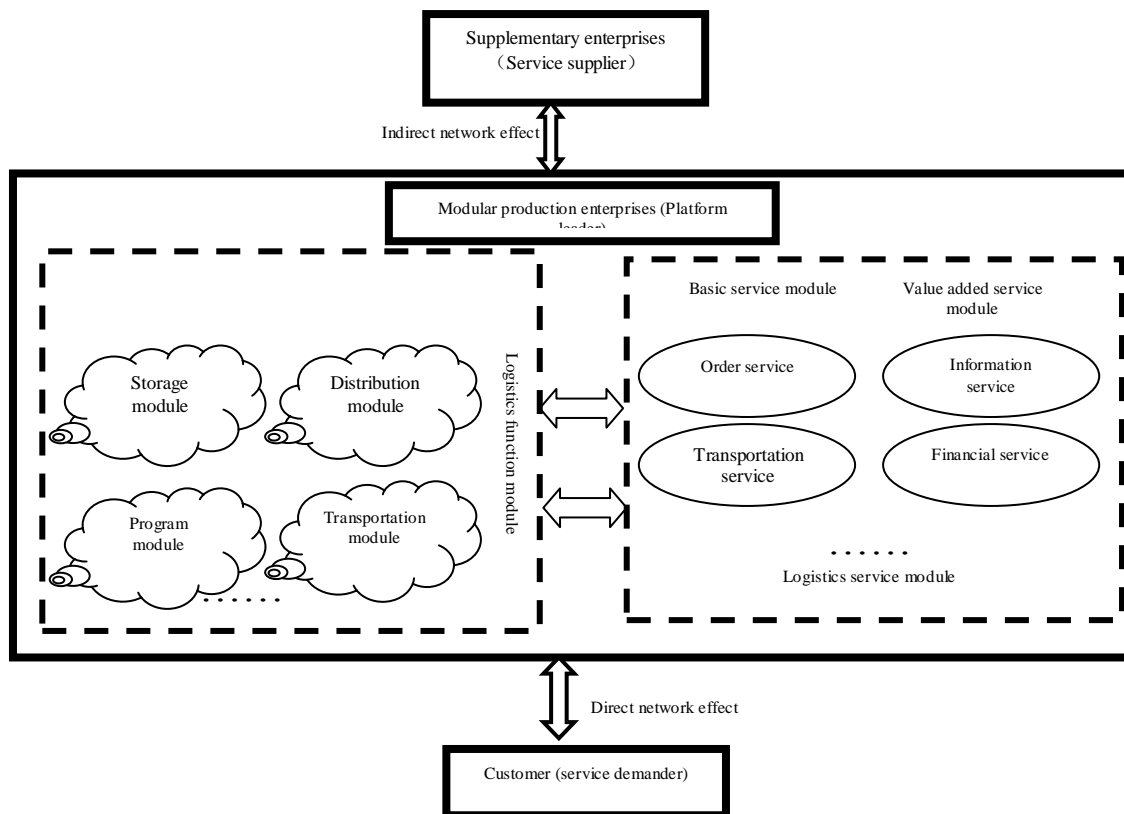 Supplementary enterprises
（Service supplier）
Indirect network effect
Modular production enterprises (Platform
leader)
Storage
module
Distribution
module
Program
module
Transportation
module
. . . . . .
Logistics function module
Basic service module
Value added service
module
Order service
Information
service
Transportation
service
Financial service
. . . . . .
Logistics service module
Direct network effect
Customer (service demander)